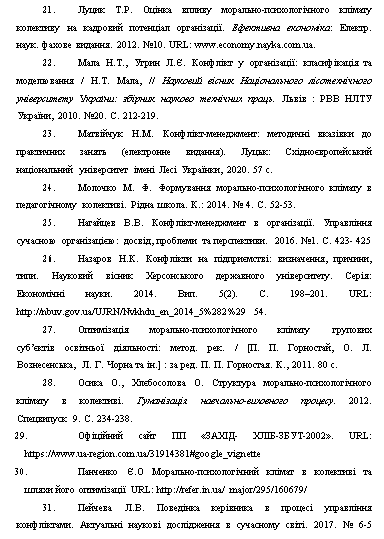 21. Луцик Т.Р. Оцінка впливу морально-психологічного клімату
колективу на кадровий потенціал організації. Ефективна економіка: Електр.
наук. фахове видання. 2012. №10. URL: www.economy.nayka.com.ua.
22. Мала Н.Т., Угрин Л.Є. Конфлікт у організації: класифікація та
моделювання / Н.Т. Мала, // Науковий вісник Національного лісотехнічного
університету України: збірник науково технічних праць. Львів : РВВ НЛТУ
України, 2010. №20. С. 212-219.
23. Матвійчук Н.М. Конфлікт-менеджмент: методичні вказівки до
практичних занять (електронне видання). Луцьк: Східноєвропейський
національний університет імені Лесі Українки, 2020. 57 с.
24. Молочко М. Ф. Формування морально-психологічного клімату в
педагогічному колективі. Рідна школа. К.: 2014. № 4. С. 52-53.
25. Нагайцев В.В. Конфлікт-менеджмент в організації. Управління
сучасною організацією: досвід, проблеми та перспективи. 2016. №1. С. 423- 425
26. Назаров Н.К. Конфлікти на підприємстві: визначення, причини,
типи. Науковий вісник Херсонського державного університету. Серія:
Економічні науки. 2014. Вип. 5(2). С. 198–201. URL:
http://nbuv.gov.ua/UJRN/Nvkhdu_en_2014_5%282%29 54.
27. Оптимізація морально-психологічного клімату групових
суб’єктів освітньої діяльності: метод. рек. / [П. П. Горностай, О. Л.
Вознесенська, Л. Г. Чорна та ін.] : за ред. П. П. Горностая. К., 2011. 80 с.
28. Осика О., Хлєбосолова О. Структура морально-психологічного
клімату в колективі. Гуманізація навчально-виховного процесу. 2012.
Спецвипуск 9. С. 234-238.
29. Офіційний сайт ПП «ЗАХІД- ХЛІБ-ЗБУТ-2002». URL:
https://www.ua-region.com.ua/31914381#google_vignette
30. Панченко Є.О Морально-психологічний клімат в колективі та
шляхи його оптимізації URL: http://refer.in.ua/ major/295/160679/
31. Пейчева Л.В. Поведінка керівника в процесі управління
конфліктами. Актуальні наукові дослідження в сучасному світі. 2017. № 6-5